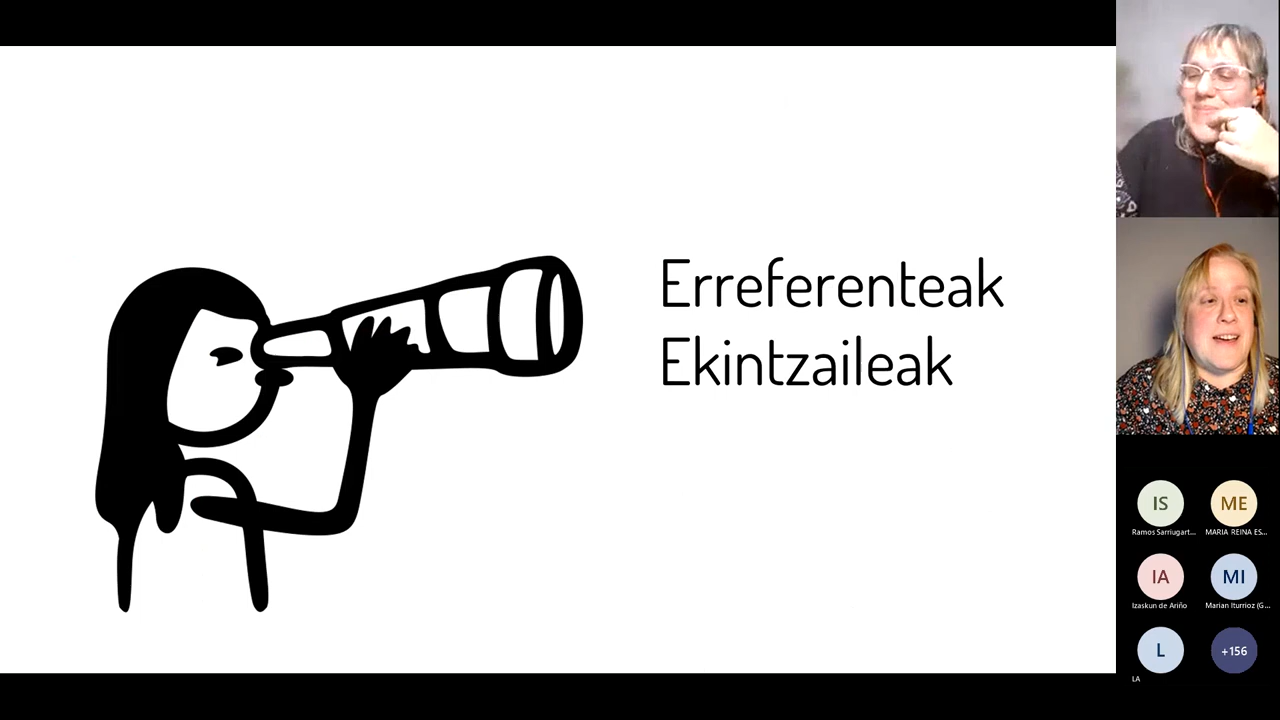 Erreferenteak
Ekintzaileak
IS
ME
Ramos Sarriugart...
MARIA REINA ES...
IA
MI
Izaskun de Ariño
Marian Iturrioz (G...
L
+156
LA